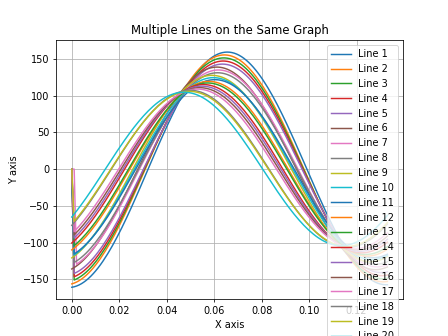 Multiple Lines on the Same Graph
Y axis
150
100
50
0
−50
−100
−150
0.00
0.02
0.04
0.06
0.08
0.10
X axis
Line 1
Line 2
Line 3
Line 4
Line 5
Line 6
Line 7
Line 8
Line 9
Line 10
Line 11
Line 12
Line 13
Line 14
Line 15
Line 16
Line 17
Line 18
Line 19
Line 20